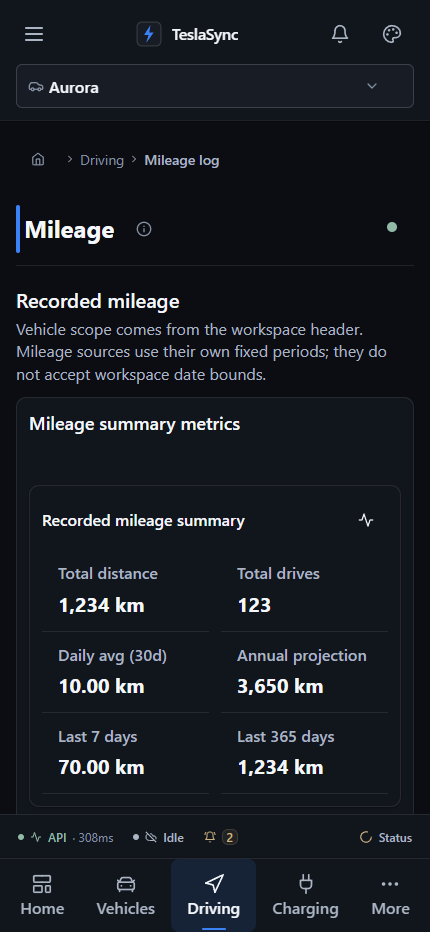 TeslaSync
Aurora
Driving
Mileage log
Mileage
Recorded mileage
Vehicle scope comes from the workspace header.
Mileage sources use their own fixed periods; they do
not accept workspace date bounds.
Mileage summary metrics
Recorded mileage summary
Total distance
1,234 km
Total drives
123
Daily avg (30d)
10.00 km
Annual projection
3,650 km
Last 7 days
70.00 km
Last 365 days
1,234 km
API · 308ms
Idle
2
Status
Home
Vehicles
Driving
Charging
More